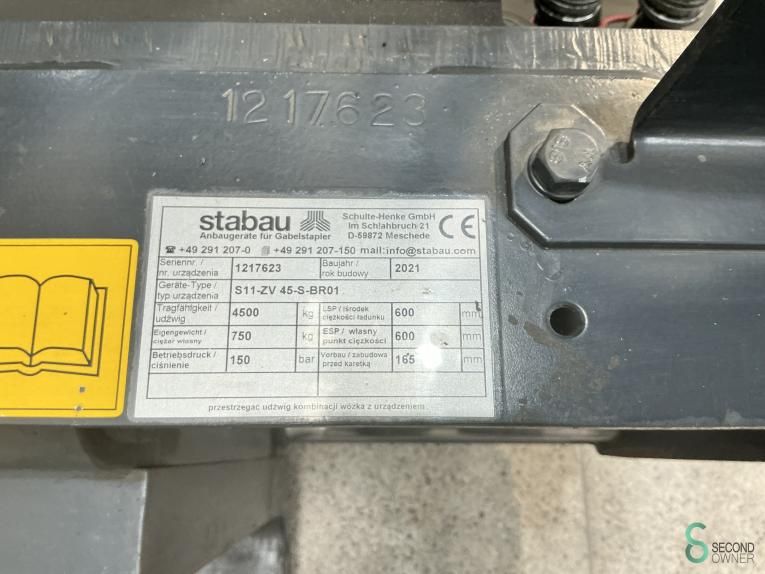 1217623
stabau
Anbaugeräte für Gabelstapler
Schulte-Henke GmbH
Im Schlahbruch 21
D-59872 Meschede
CE
+49 291 207-0 +49 291 207-150 mail:info@stabau.com
Seriennr. / nr. urządzenia 1217623 Baujahr / rok budowy 2021
Geräte-Type / typ urządzenia S11-ZV 45-S-BR01
Tragfähigkeit / udźwig 4500 kg LSP / środek ciężkości ładunku 600 mm
Eigengewicht / ciężar własny 750 kg ESP / własny punkt ciężkości 600 mm
Betriebsdruck / ciśnienie 150 bar Vorbau / zabudowa przed karetką 165 mm
przestrzegać udźwig kombinacji wózka z urządzeniem
SECOND
OWNER